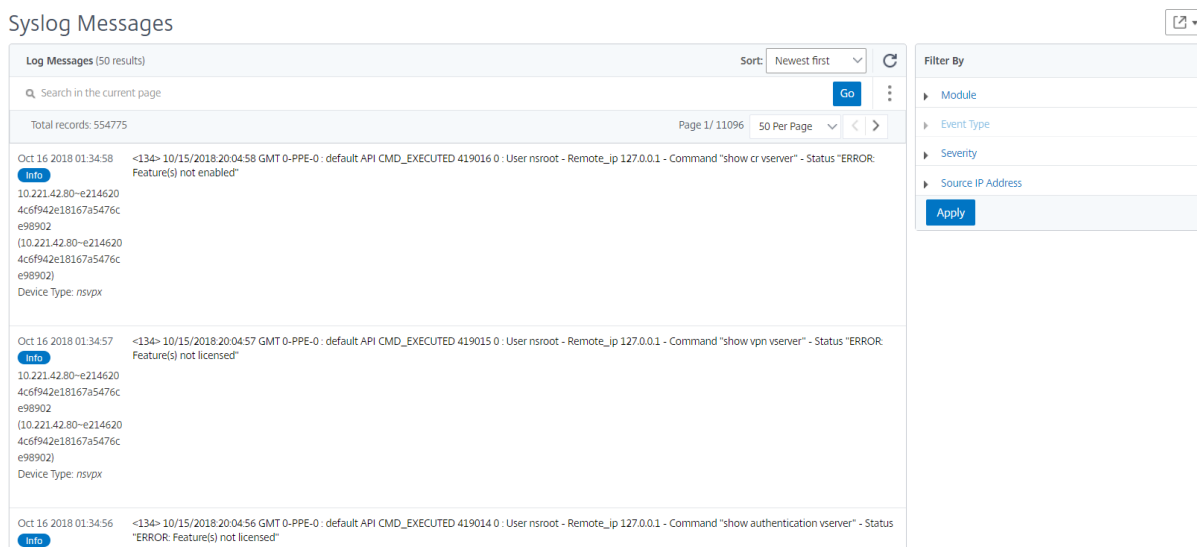 Syslog Messages
Log Messages (50 results)
Sort: Newest first
Search in the current page
Go
Total records: 554775
Page 1/ 11096 50 Per Page
Oct 16 2018 01:34:58
<134> 10/15/2018:20:04:58 GMT 0-PPE-0 : default API CMD_EXECUTED 419016 0 : User nsroot - Remote_ip 127.0.0.1 - Command "show cr vserver" - Status "ERROR:
Feature(s) not enabled"
Info
10.221.42.80~e214620
4c6f942e18167a5476c
e98902
(10.221.42.80~e214620
4c6f942e18167a5476c
e98902)
Device Type: nsvpx
Oct 16 2018 01:34:57
<134> 10/15/2018:20:04:57 GMT 0-PPE-0 : default API CMD_EXECUTED 419015 0 : User nsroot - Remote_ip 127.0.0.1 - Command "show vpn vserver" - Status "ERROR:
Feature(s) not licensed"
Info
10.221.42.80~e214620
4c6f942e18167a5476c
e98902
(10.221.42.80~e214620
4c6f942e18167a5476c
e98902)
Device Type: nsvpx
Oct 16 2018 01:34:56
<134> 10/15/2018:20:04:56 GMT 0-PPE-0 : default API CMD_EXECUTED 419014 0 : User nsroot - Remote_ip 127.0.0.1 - Command "show authentication vserver" - Status
"ERROR: Feature(s) not licensed"
Info
Filter By
Module
Event Type
Severity
Source IP Address
Apply